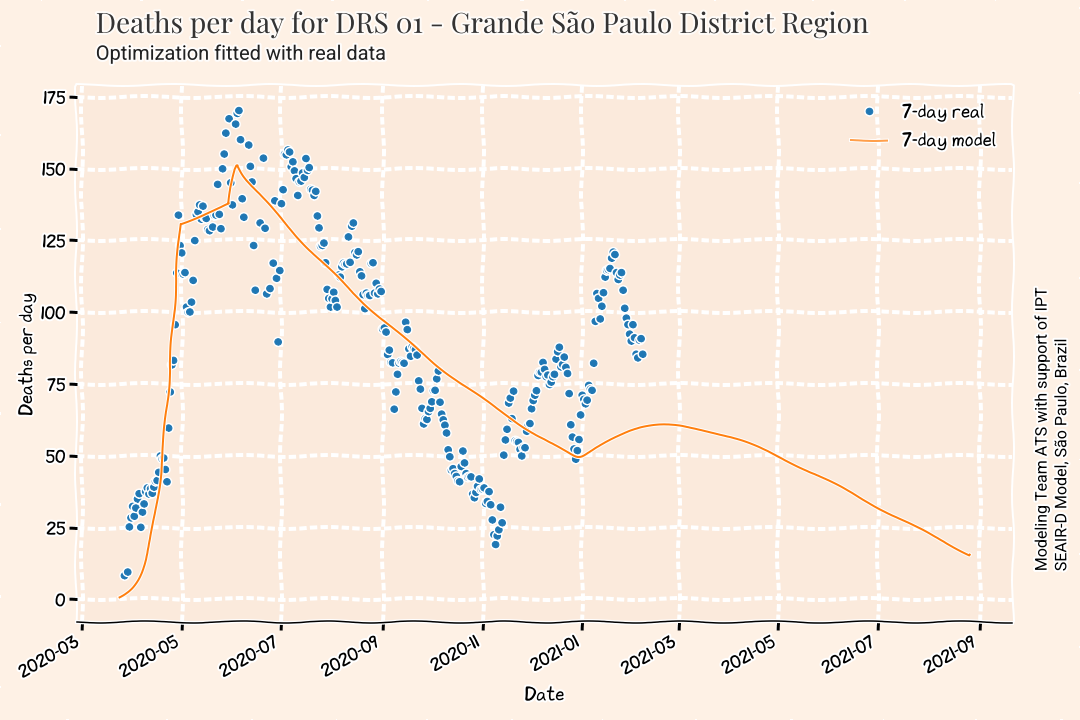 Deaths per day for DRS 01 - Grande São Paulo District Region
Optimization fitted with real data
7-day real
7-day model
175
150
125
100
75
50
25
0
Deaths per day
2020-03
2020-05
2020-07
2020-09
2020-11
2021-01
2021-03
2021-05
2021-07
2021-09
Date
Modeling Team ATS with support of IPT
SEAIR-D Model, São Paulo, Brazil